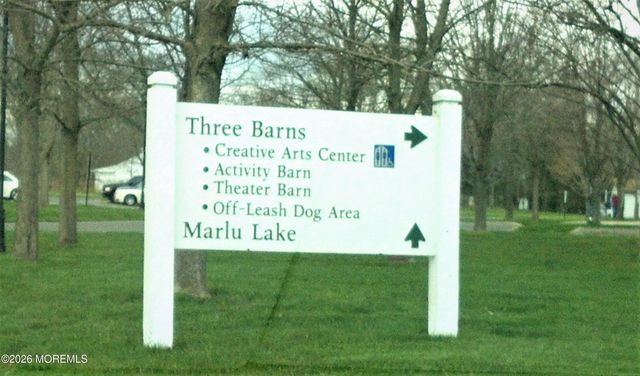 Three Barns
• Creative Arts Center
• Activity Barn
• Theater Barn
• Off-Leash Dog Area
Marlu Lake
©2026 MOREMLS